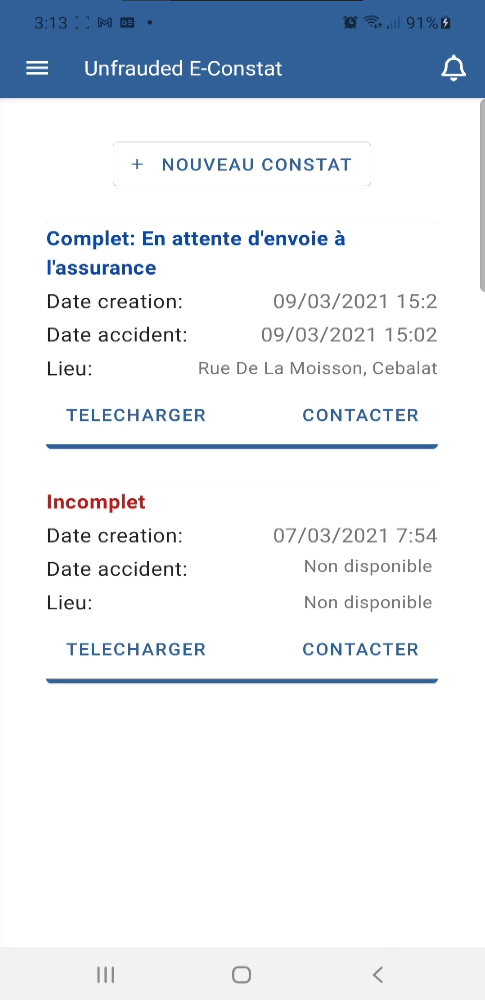 3:13 91%
Unfrauded E-Constat
+ NOUVEAU CONSTAT
Complet: En attente d'envoie à
l'assurance
Date creation: 09/03/2021 15:2
Date accident: 09/03/2021 15:02
Lieu: Rue De La Moisson, Cebalat
TELECHARGER CONTACTER
Incomplet
Date creation: 07/03/2021 7:54
Date accident: Non disponible
Lieu: Non disponible
TELECHARGER CONTACTER